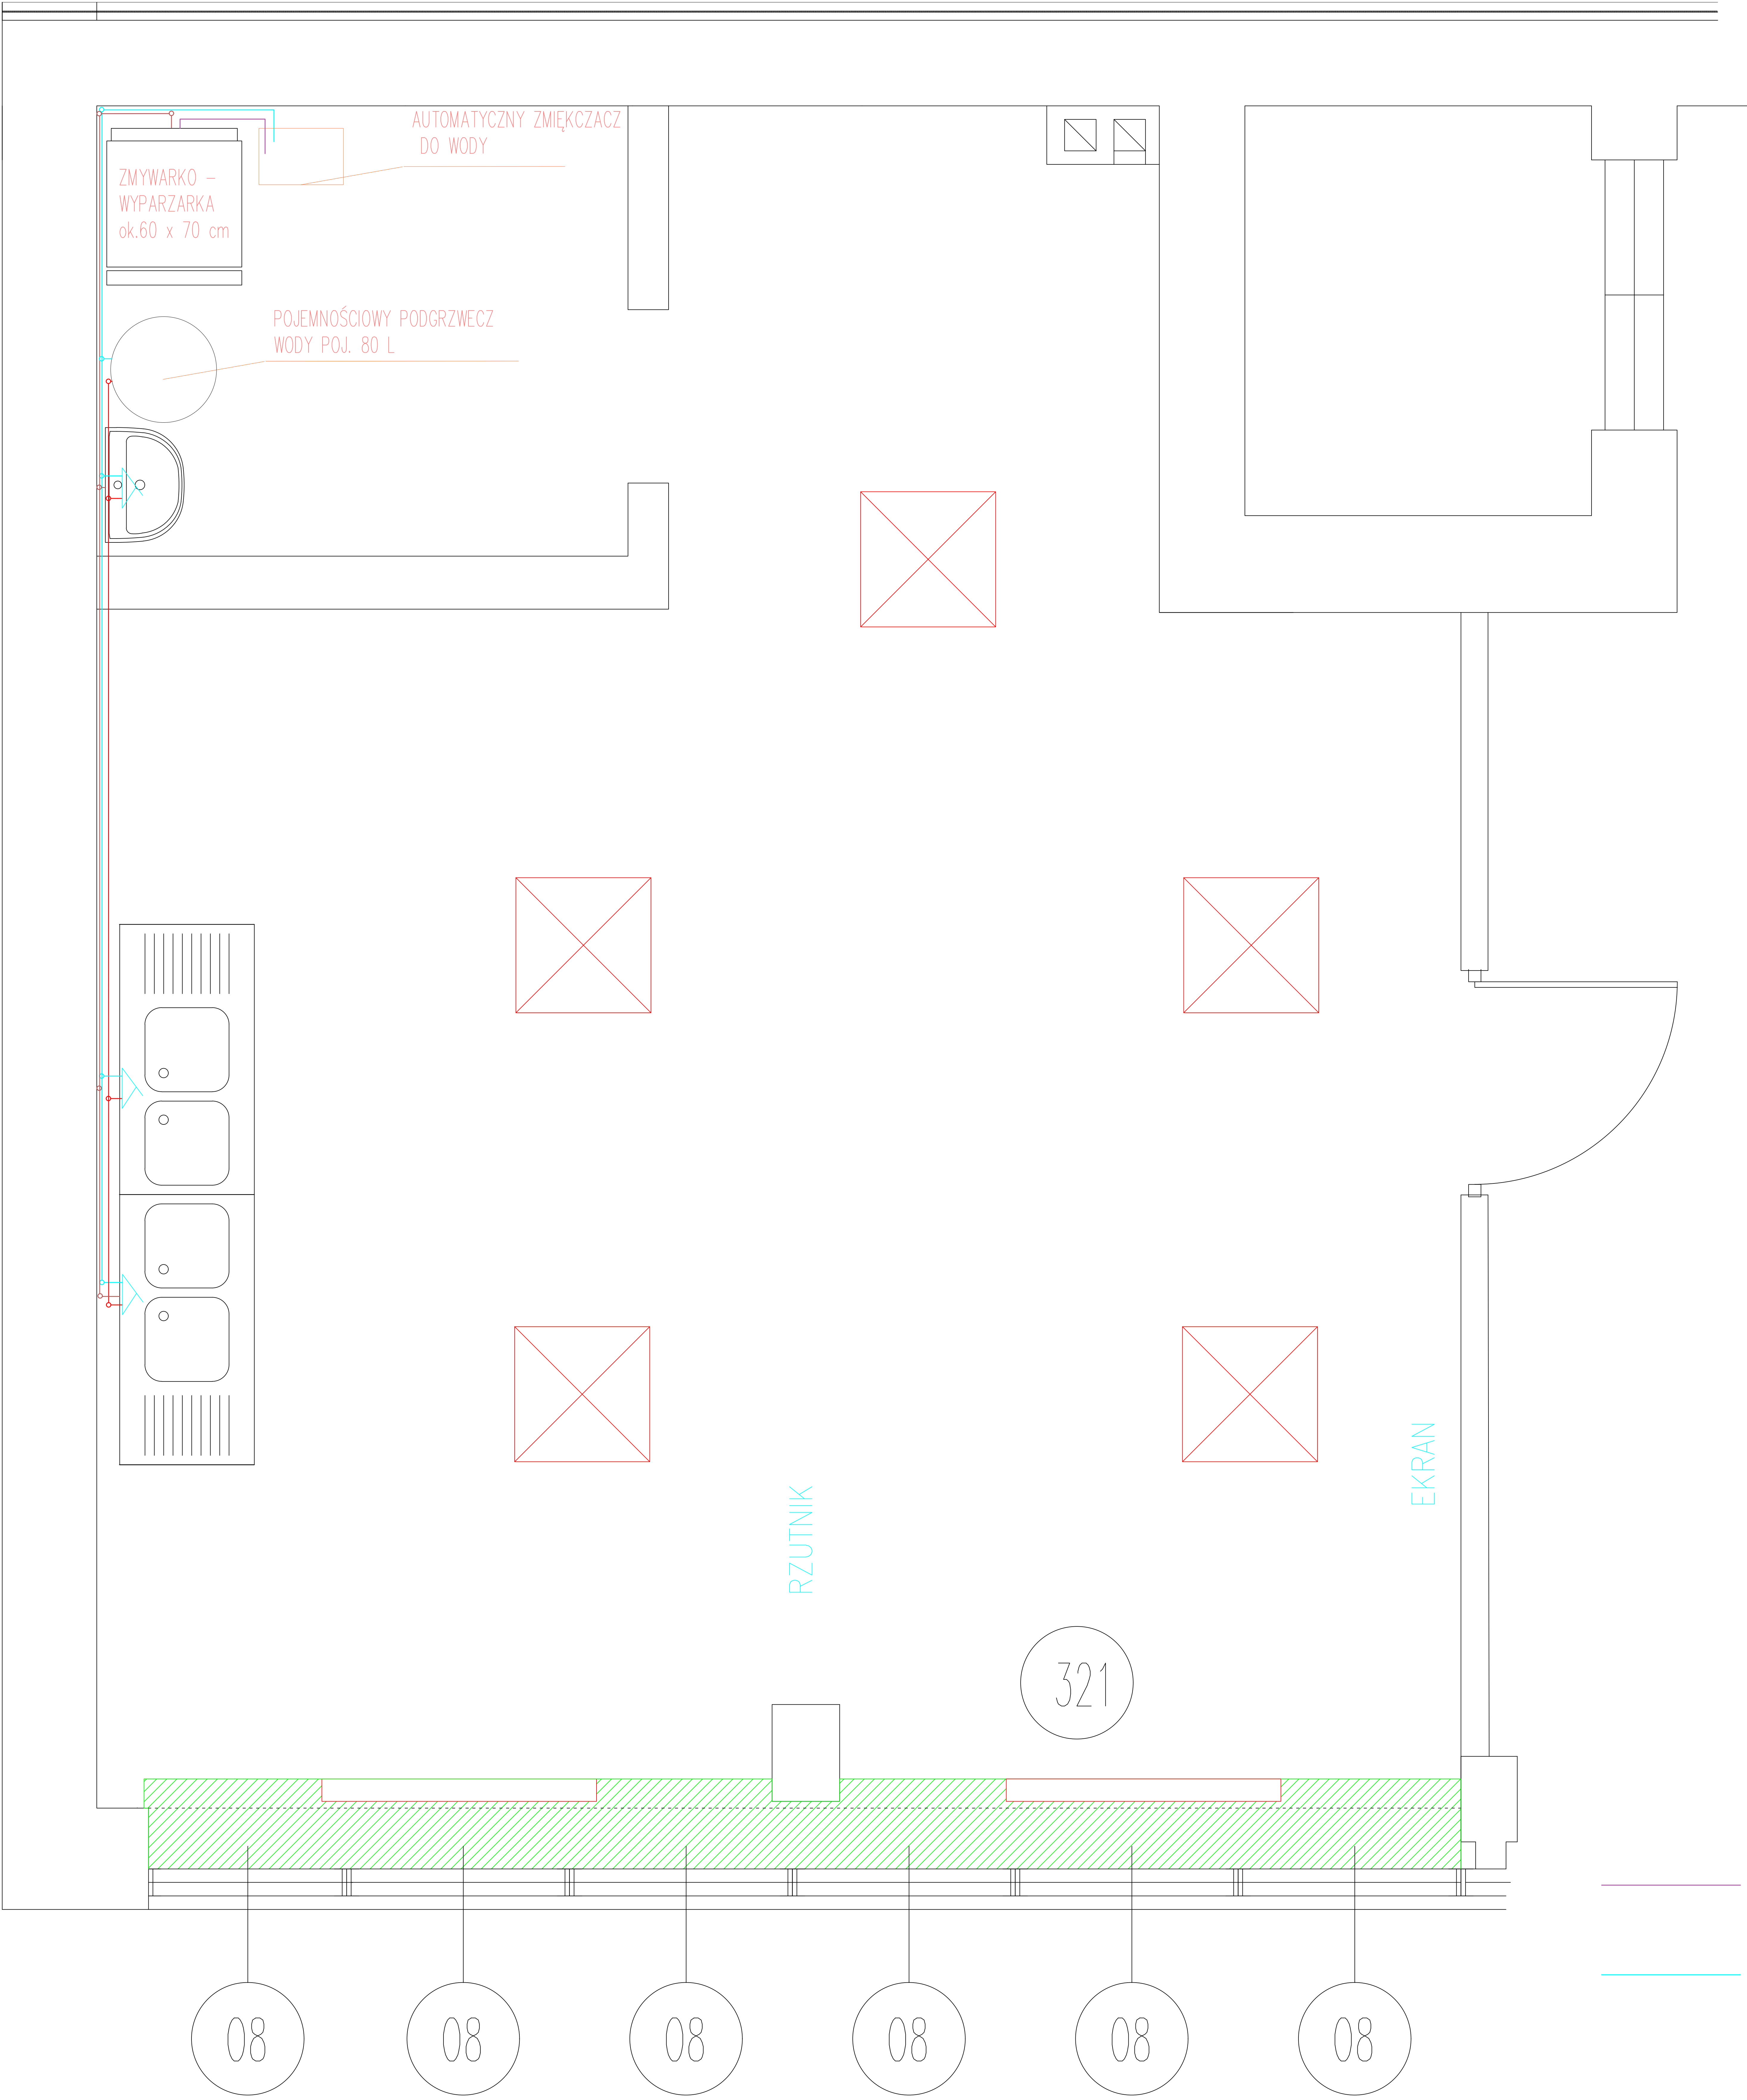 AUTOMATYCZNY ZMIĘKCZACZ
DO WODY
ZMYWARKO -
WYPARZARKA
ok.60 x 70 cm
POJEMNOŚCIOWY PODGRZWECZ
WODY POJ. 80 L
EKRAN
RZUTNIK
321
08
08
08
08
08
08